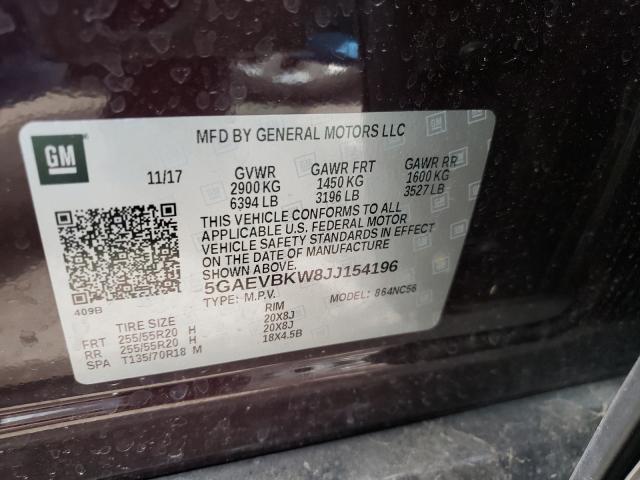 GM
MFD BY GENERAL MOTORS LLC
11/17 GVWR GAWR FRT GAWR RR
2900 KG 1450 KG 1600 KG
6394 LB 3196 LB 3527 LB
THIS VEHICLE CONFORMS TO ALL
APPLICABLE U.S. FEDERAL MOTOR
VEHICLE SAFETY STANDARDS IN EFFECT
ON THE DATE OF MANUFACTURE
SHOWN ABOVE.
5GAEVBKW8JJ154196
TYPE: M.P.V. MODEL: 864NC56
409B
TIRE SIZE RIM
FRT 255/55R20 H 20X8J
RR 255/55R20 H 20X8J
SPA T135/70R18 M 18X4.5B